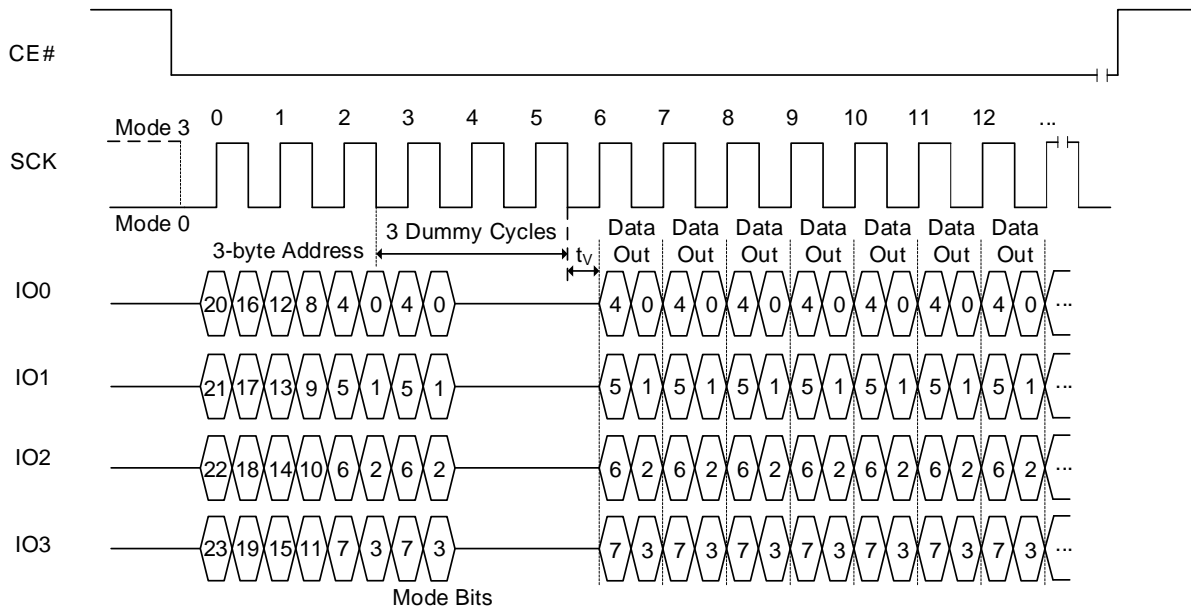 CE#
0 1 2 3 4 5 6 7 8 9 10 11 12 ...
Mode 3
SCK
Mode 0
3 Dummy Cycles
Data Out Data Out Data Out Data Out Data Out Data Out Data Out
3-byte Address
tV
IO0
20 16 12 8 4 0 4 0 4 0 4 0 4 0 4 0 4 0 4 0 4 0 ...
IO1
21 17 13 9 5 1 5 1 5 1 5 1 5 1 5 1 5 1 5 1 5 1 ...
IO2
22 18 14 10 6 2 6 2 6 2 6 2 6 2 6 2 6 2 6 2 6 2 ...
IO3
23 19 15 11 7 3 7 3 7 3 7 3 7 3 7 3 7 3 7 3 7 3 ...
Mode Bits